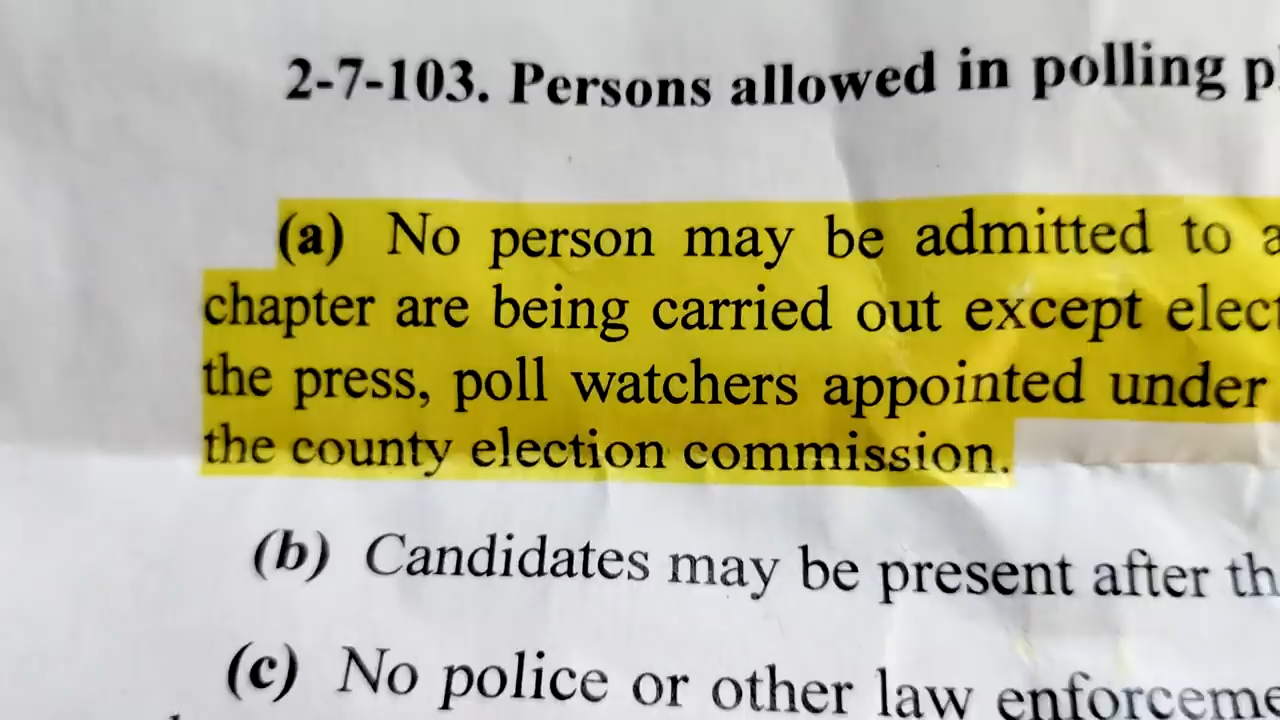 2-7-103. Persons allowed in polling p
(a) No person may be admitted to a
chapter are being carried out except elec
the press, poll watchers appointed under
the county election commission.
(b) Candidates may be present after th
(c) No police or other law enforceme